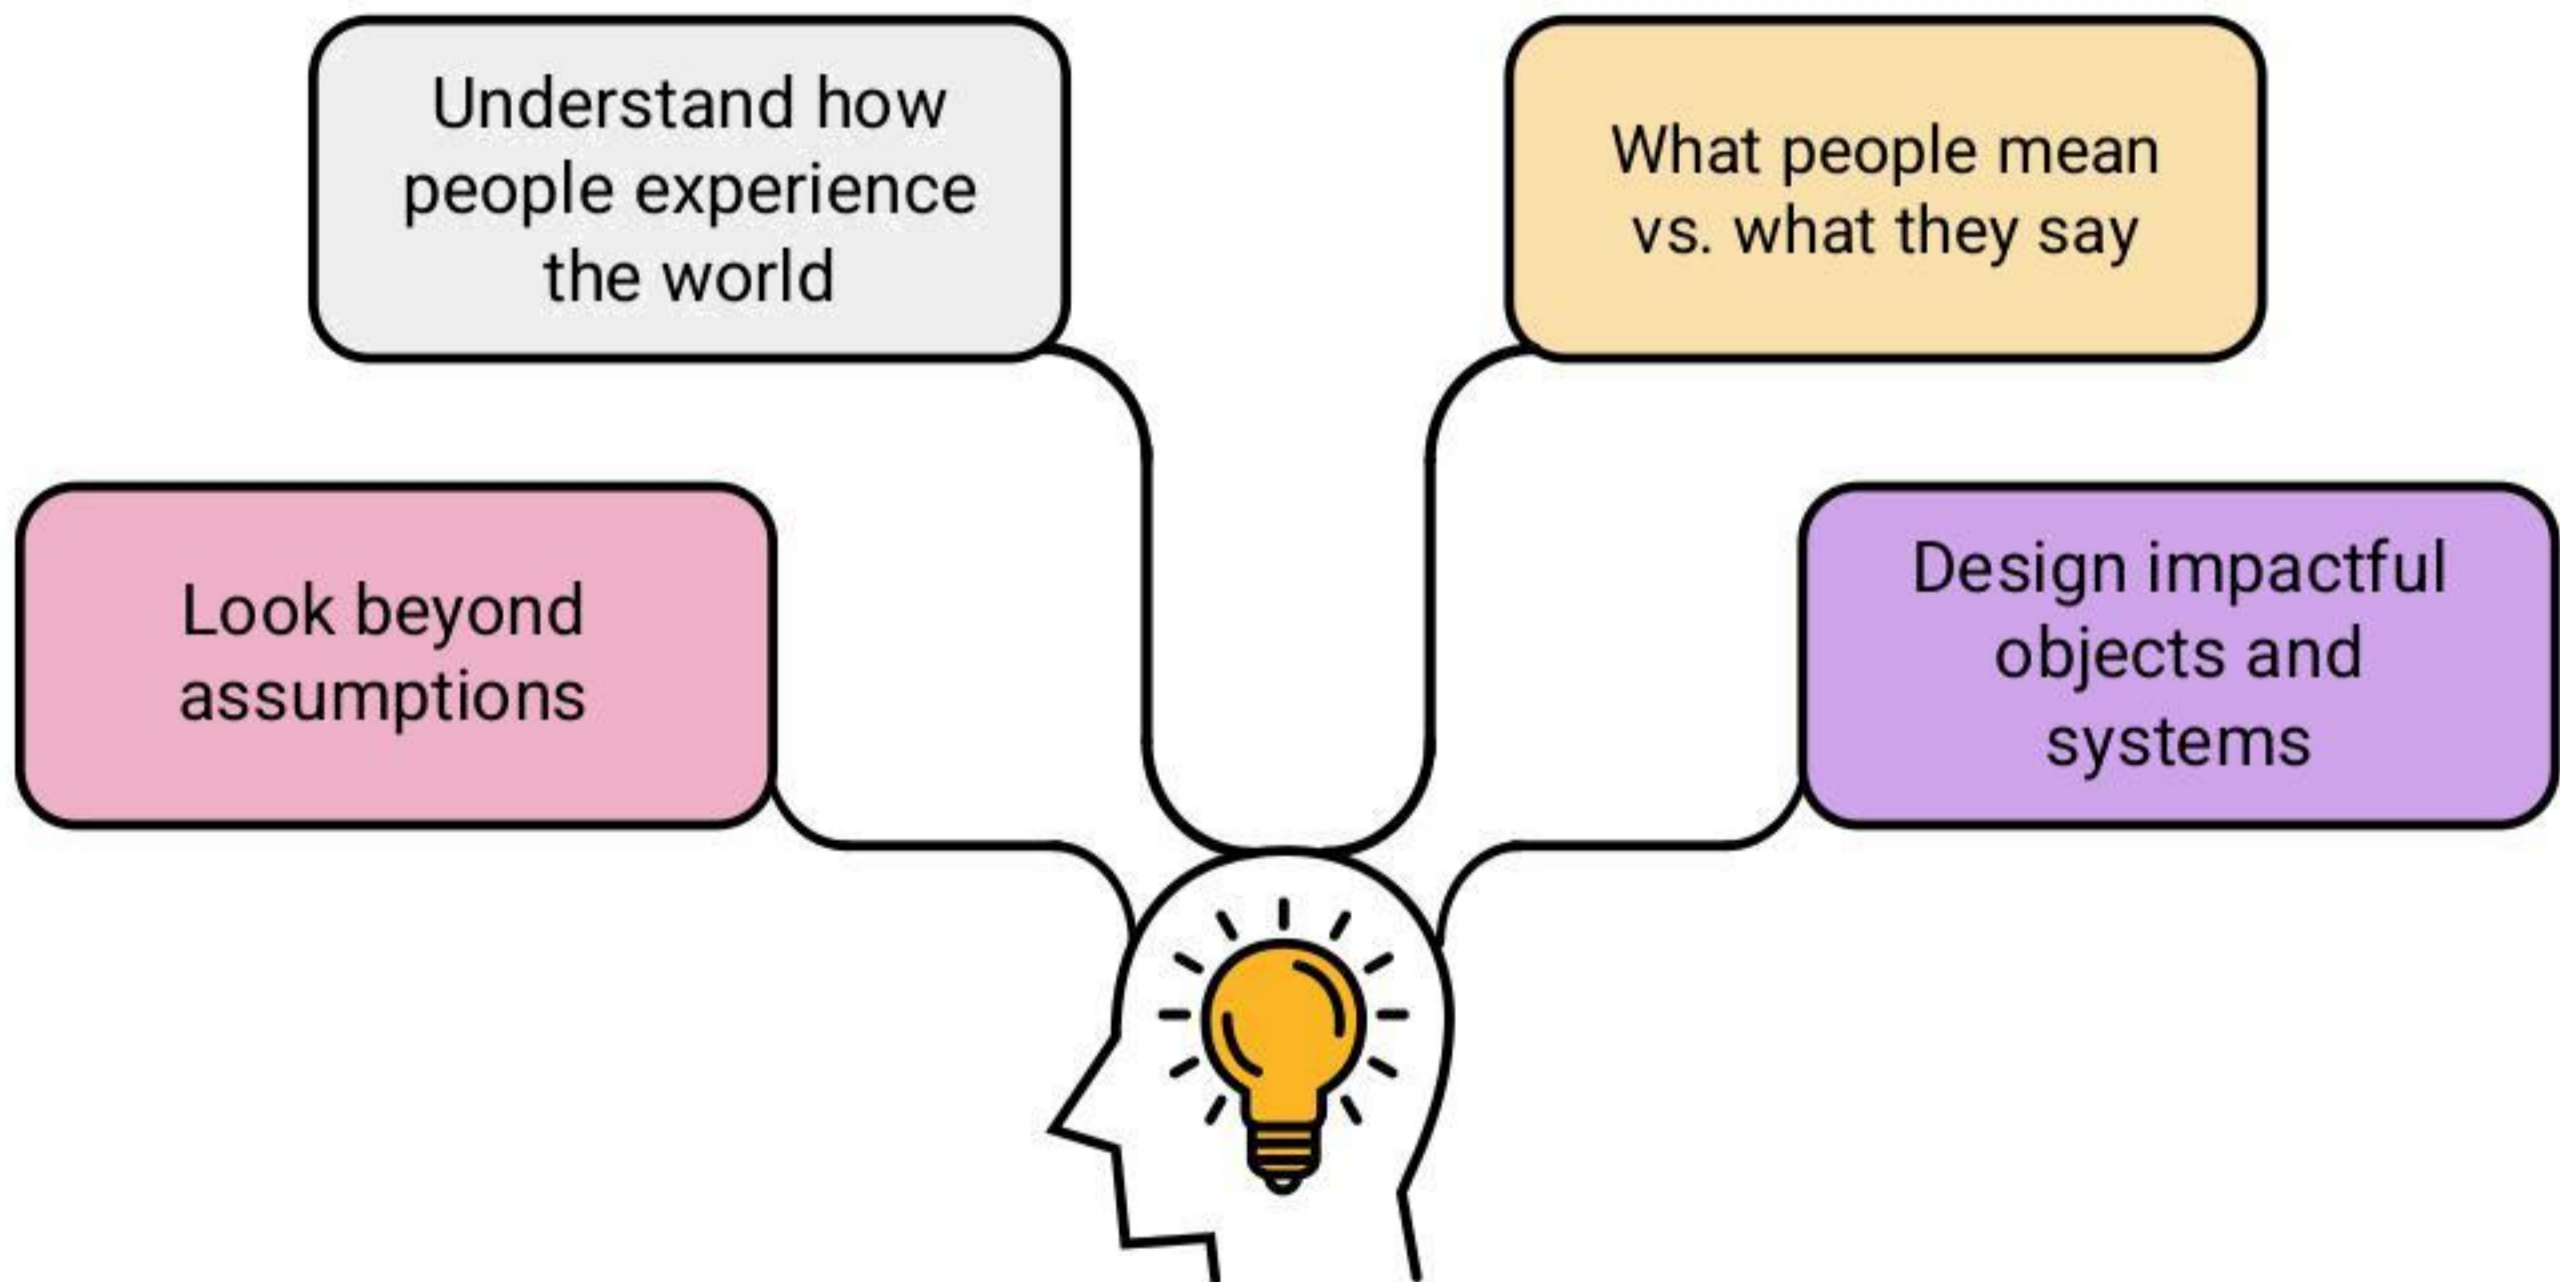 Understand how
people experience
the world
What people mean
vs. what they say
Look beyond
assumptions
Design impactful
objects and
systems